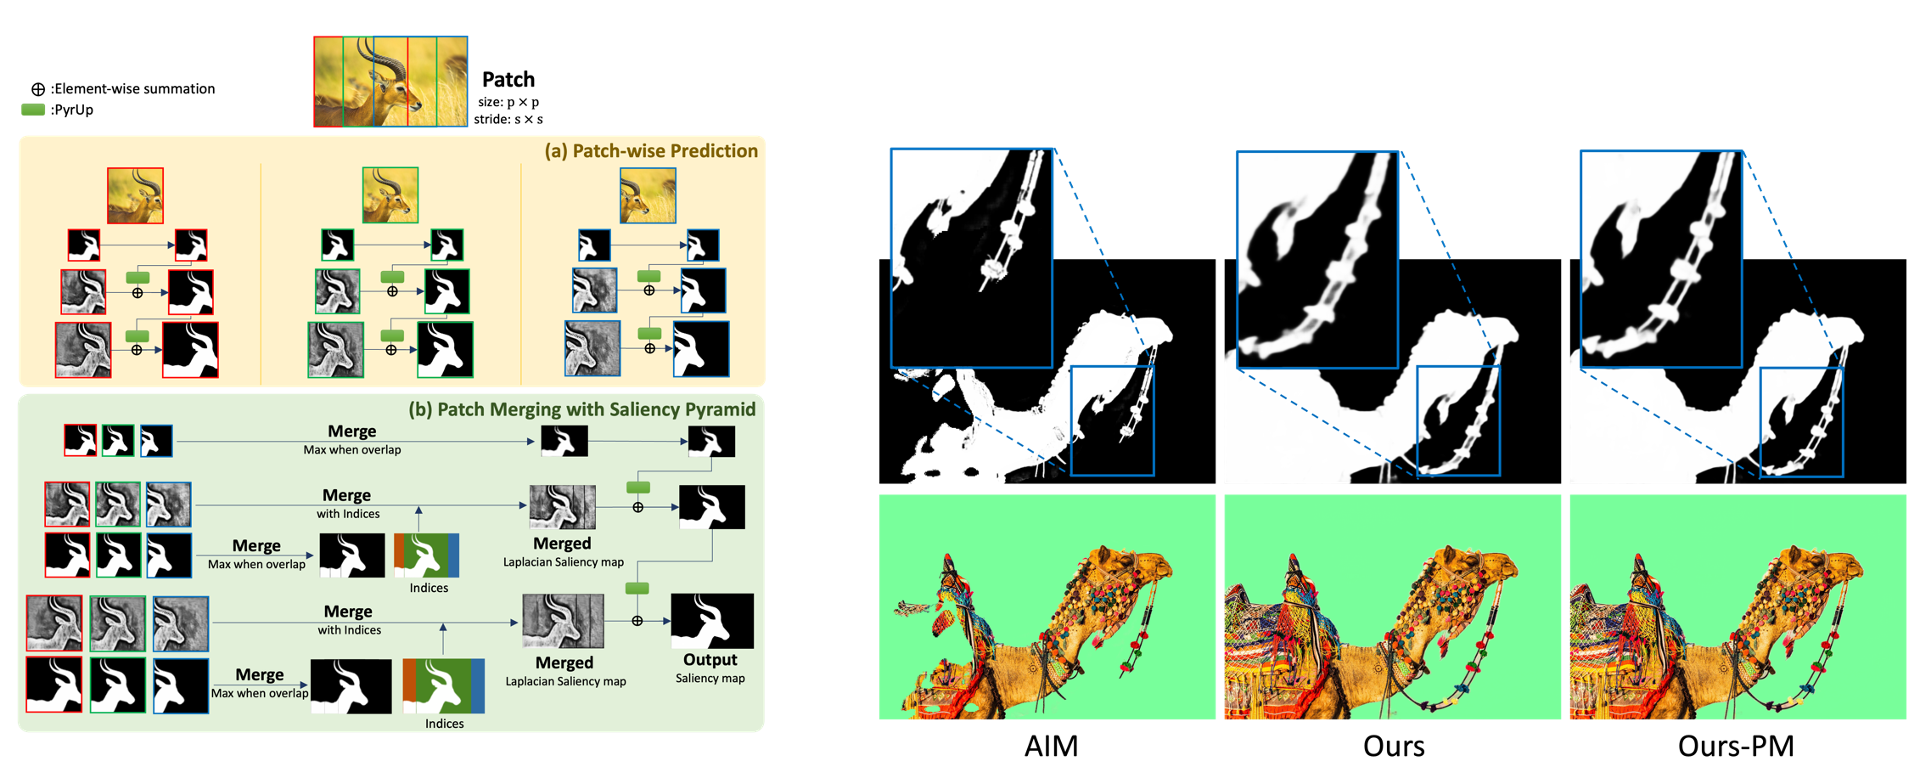 Patch
size: p × p
stride: s × s
⊕ :Element-wise summation
:PyrUp
(a) Patch-wise Prediction
(b) Patch Merging with Saliency Pyramid
Merge
Max when overlap
Merge
with Indices
Merge
Max when overlap
Indices
Merged
Laplacian Saliency map
Merge
with Indices
Merge
Max when overlap
Indices
Merged
Laplacian Saliency map
Output
Saliency map
AIM
Ours
Ours-PM